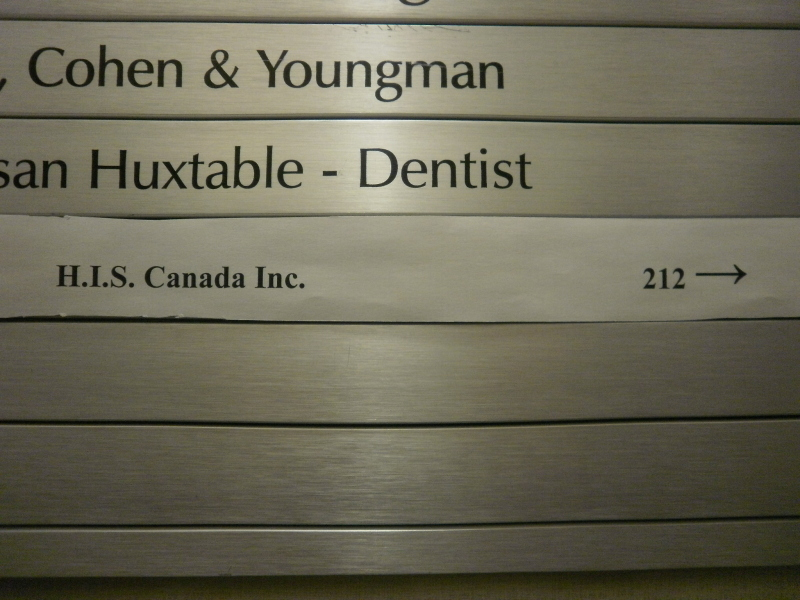 , Cohen & Youngman
san Huxtable - Dentist
H.I.S. Canada Inc. 212 →